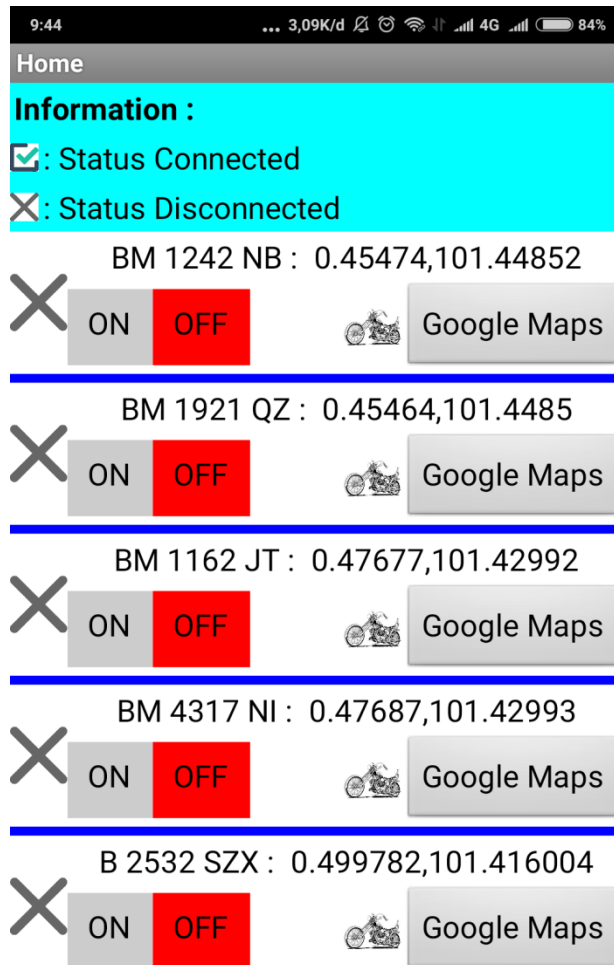 9:44 ... 3,09K/d 4G 84%
Home
Information :
: Status Connected
: Status Disconnected
BM 1242 NB : 0.45474,101.44852
ON OFF Google Maps
BM 1921 QZ : 0.45464,101.4485
ON OFF Google Maps
BM 1162 JT : 0.47677,101.42992
ON OFF Google Maps
BM 4317 NI : 0.47687,101.42993
ON OFF Google Maps
B 2532 SZX : 0.499782,101.416004
ON OFF Google Maps